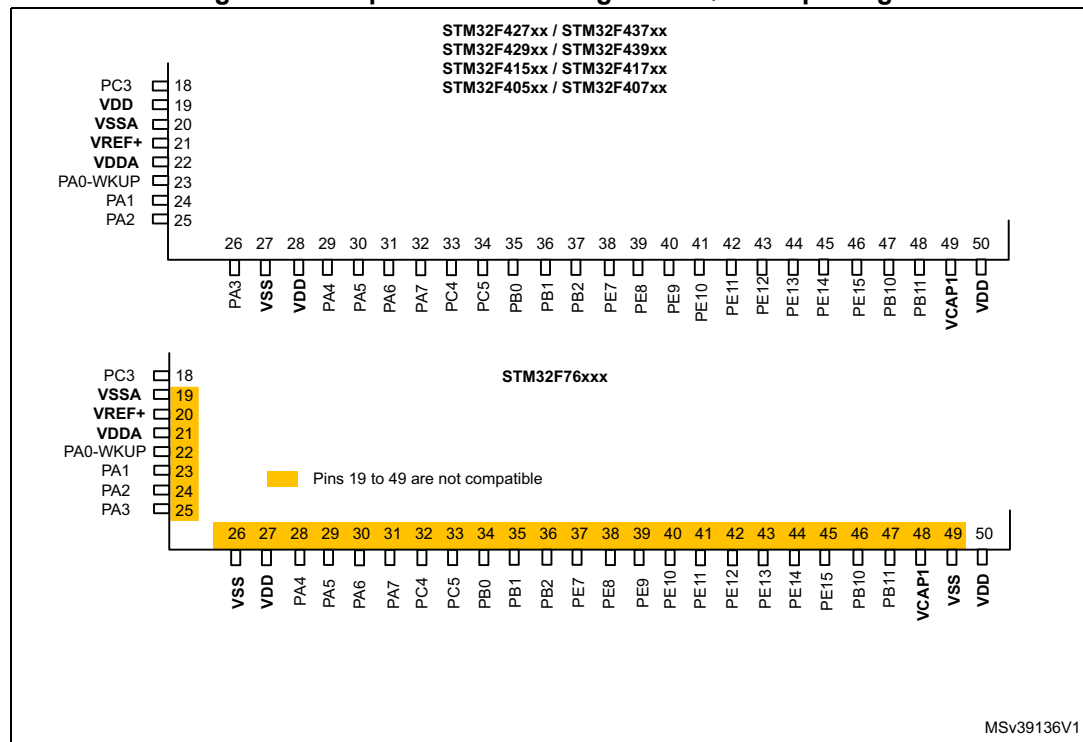 STM32F427xx / STM32F437xx
STM32F429xx / STM32F439xx
STM32F415xx / STM32F417xx
STM32F405xx / STM32F407xx
PC3 18
VDD 19
VSSA 20
VREF+ 21
VDDA 22
PA0-WKUP 23
PA1 24
PA2 25
26 27 28 29 30 31 32 33 34 35 36 37 38 39 40 41 42 43 44 45 46 47 48 49 50
PA3 VSS VDD PA4 PA5 PA6 PA7 PC4 PC5 PB0 PB1 PB2 PE7 PE8 PE9 PE10 PE11 PE12 PE13 PE14 PE15 PB10 PB11 VCAP1 VDD
STM32F76xxx
PC3 18
VSSA 19
VREF+ 20
VDDA 21
PA0-WKUP 22
PA1 23
PA2 24
PA3 25
Pins 19 to 49 are not compatible
26 27 28 29 30 31 32 33 34 35 36 37 38 39 40 41 42 43 44 45 46 47 48 49 50
VSS VDD PA4 PA5 PA6 PA7 PC4 PC5 PB0 PB1 PB2 PE7 PE8 PE9 PE10 PE11 PE12 PE13 PE14 PE15 PB10 PB11 VCAP1 VSS VDD
MSv39136V1